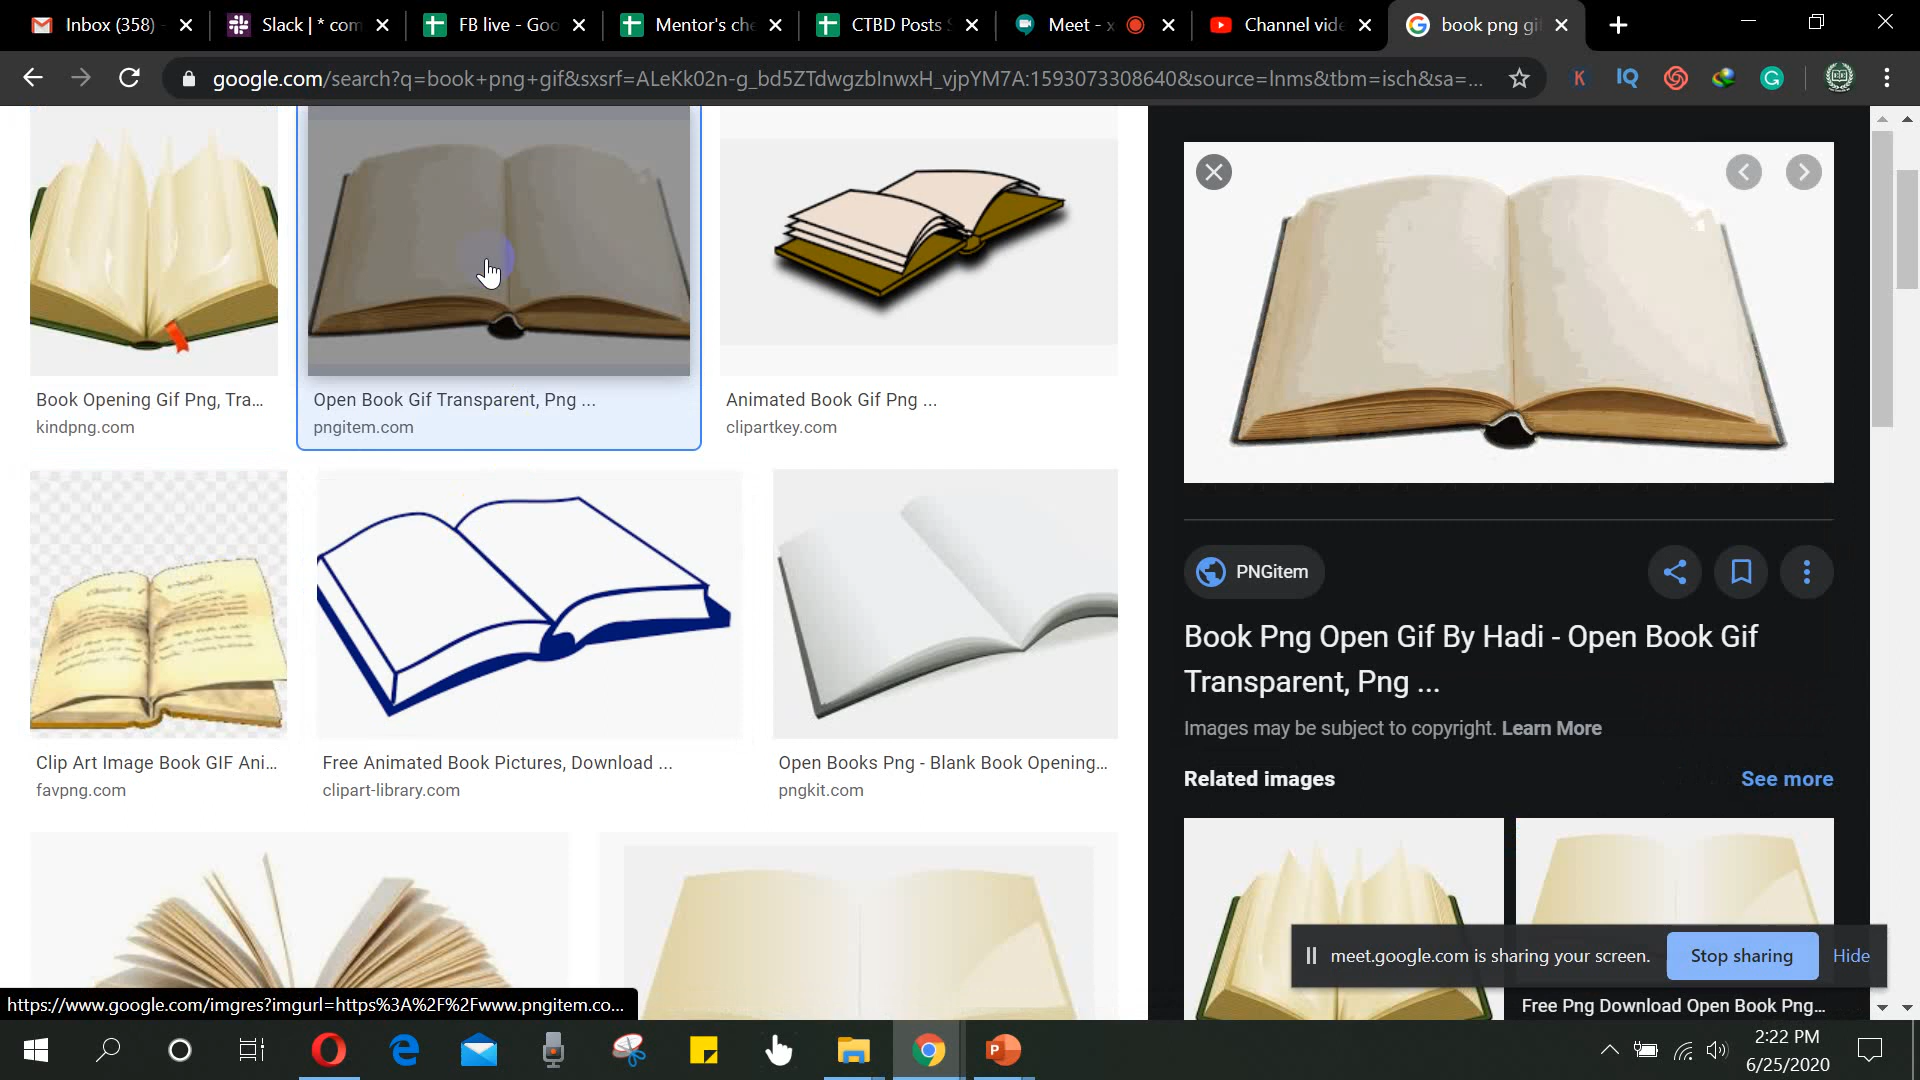 Inbox (358)
Slack | * com
FB live - Goo
Mentor's che
CTBD Posts
Meet - x
Channel vide
book png gi
google.com/search?q=book+png+gif&sxsrf=ALeKk02n-g_bd5ZTdwgzbInwxH_vjpYM7A:1593073308640&source=lnms&tbm=isch&sa=...
Book Opening Gif Png, Tra...
kindpng.com
Open Book Gif Transparent, Png ...
pngitem.com
Animated Book Gif Png ...
clipartkey.com
PNGitem
Book Png Open Gif By Hadi - Open Book Gif
Transparent, Png ...
Images may be subject to copyright. Learn More
Related images
See more
Clip Art Image Book GIF Ani...
favpng.com
Free Animated Book Pictures, Download ...
clipart-library.com
Open Books Png - Blank Book Opening...
pngkit.com
meet.google.com is sharing your screen.
Stop sharing
Hide
Free Png Download Open Book Png...
https://www.google.com/imgres?imgurl=https%3A%2F%2Fwww.pngitem.co...
2:22 PM
6/25/2020